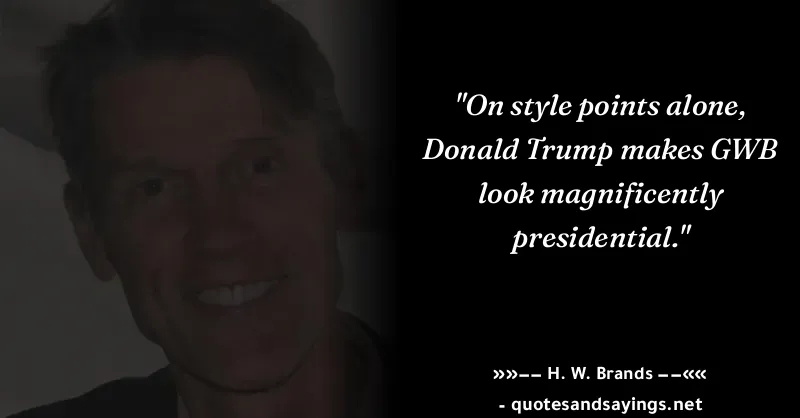 "On style points alone,
Donald Trump makes GWB
look magnificently
presidential."
»»−− H. W. Brands −−««
- quotesandsayings.net